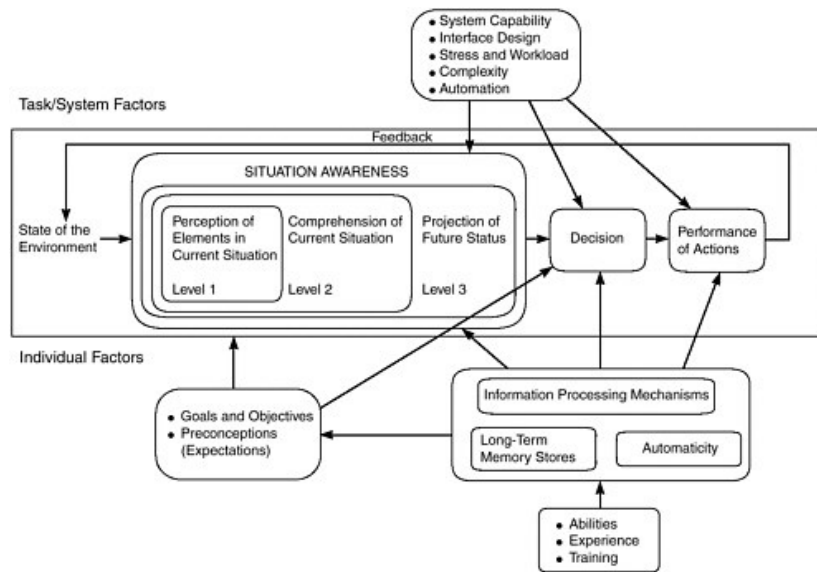 ● System Capability
● Interface Design
● Stress and Workload
● Complexity
● Automation
Task/System Factors
Feedback
SITUATION AWARENESS
State of the
Environment
Perception of
Elements in
Current Situation
Level 1
Comprehension of
Current Situation
Level 2
Projection of
Future Status
Level 3
Decision
Performance
of Actions
Individual Factors
● Goals and Objectives
● Preconceptions
(Expectations)
Information Processing Mechanisms
Long-Term
Memory Stores
Automaticity
● Abilities
● Experience
● Training